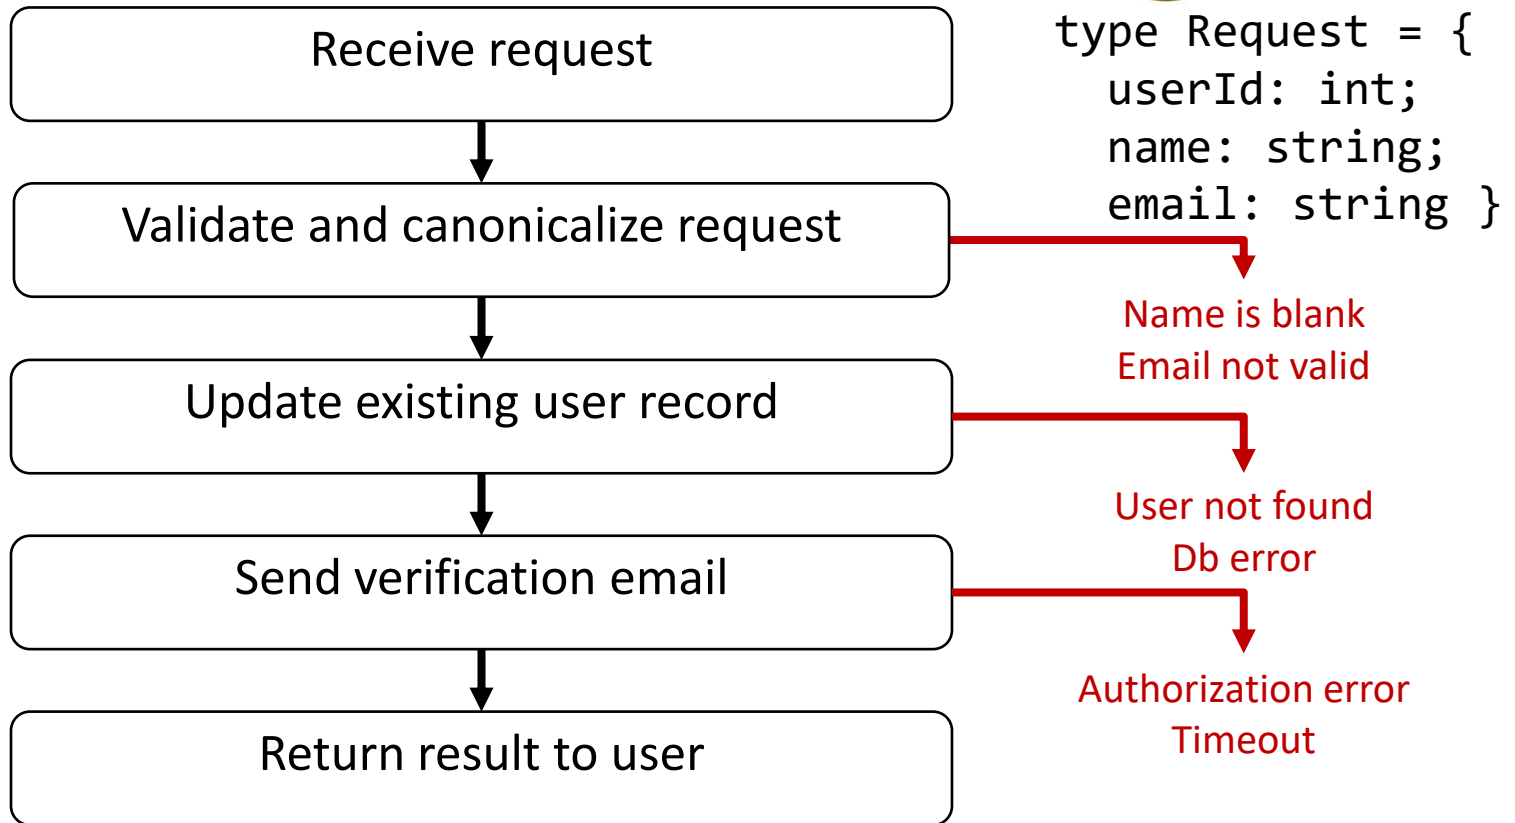 Receive request
Validate and canonicalize request
Update existing user record
Send verification email
Return result to user
type Request = {
userId: int;
name: string;
email: string }
Name is blank
Email not valid
User not found
Db error
Authorization error
Timeout